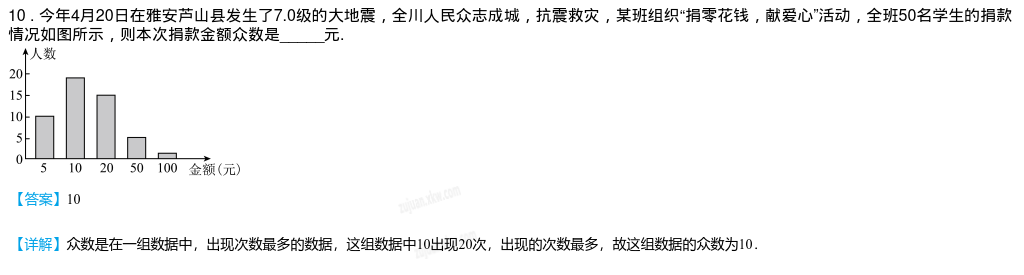 10．今年4月20日在雅安芦山县发生了7.0级的大地震，全川人民众志成城，抗震救灾，某班组织“捐零花钱，献爱心”活动，全班50名学生的捐款
情况如图所示，则本次捐款金额众数是______元.
人数
20
15
10
5
0
5 10 20 50 100 金额(元)
【答案】10
【详解】众数是在一组数据中，出现次数最多的数据，这组数据中10出现20次，出现的次数最多，故这组数据的众数为10．